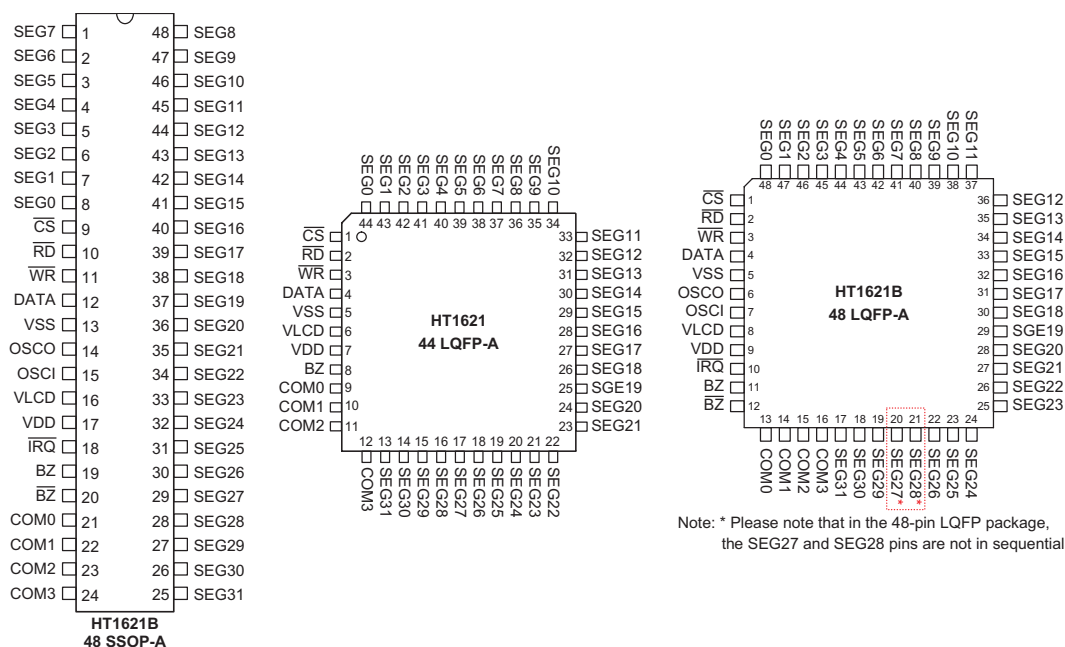 SEG7 1 48 SEG8
SEG6 2 47 SEG9
SEG5 3 46 SEG10
SEG4 4 45 SEG11
SEG3 5 44 SEG12
SEG2 6 43 SEG13
SEG1 7 42 SEG14
SEG0 8 41 SEG15
C̅S̅ 9 40 SEG16
R̅D̅ 10 39 SEG17
W̅R̅ 11 38 SEG18
DATA 12 37 SEG19
VSS 13 36 SEG20
OSCO 14 35 SEG21
OSCI 15 34 SEG22
VLCD 16 33 SEG23
VDD 17 32 SEG24
I̅R̅Q̅ 18 31 SEG25
BZ 19 30 SEG26
B̅Z̅ 20 29 SEG27
COM0 21 28 SEG28
COM1 22 27 SEG29
COM2 23 26 SEG30
COM3 24 25 SEG31
HT1621B
48 SSOP-A
SEG0 SEG1 SEG2 SEG3 SEG4 SEG5 SEG6 SEG7 SEG8 SEG9 SEG10
44 43 42 41 40 39 38 37 36 35 34
C̅S̅ 1 33 SEG11
R̅D̅ 2 32 SEG12
W̅R̅ 3 31 SEG13
DATA 4 30 SEG14
VSS 5 29 SEG15
VLCD 6 28 SEG16
VDD 7 27 SEG17
BZ 8 26 SEG18
COM0 9 25 SGE19
COM1 10 24 SEG20
COM2 11 23 SEG21
HT1621
44 LQFP-A
12 13 14 15 16 17 18 19 20 21 22
COM3 SEG31 SEG30 SEG29 SEG28 SEG27 SEG26 SEG25 SEG24 SEG23 SEG22
SEG0 SEG1 SEG2 SEG3 SEG4 SEG5 SEG6 SEG7 SEG8 SEG9 SEG10 SEG11
48 47 46 45 44 43 42 41 40 39 38 37
C̅S̅ 1 36 SEG12
R̅D̅ 2 35 SEG13
W̅R̅ 3 34 SEG14
DATA 4 33 SEG15
VSS 5 32 SEG16
OSCO 6 31 SEG17
OSCI 7 30 SEG18
VLCD 8 29 SGE19
VDD 9 28 SEG20
I̅R̅Q̅ 10 27 SEG21
BZ 11 26 SEG22
B̅Z̅ 12 25 SEG23
HT1621B
48 LQFP-A
13 14 15 16 17 18 19 20 21 22 23 24
COM0 COM1 COM2 COM3 SEG31 SEG30 SEG29 SEG27* SEG28* SEG26 SEG25 SEG24
Note: * Please note that in the 48-pin LQFP package,
the SEG27 and SEG28 pins are not in sequential